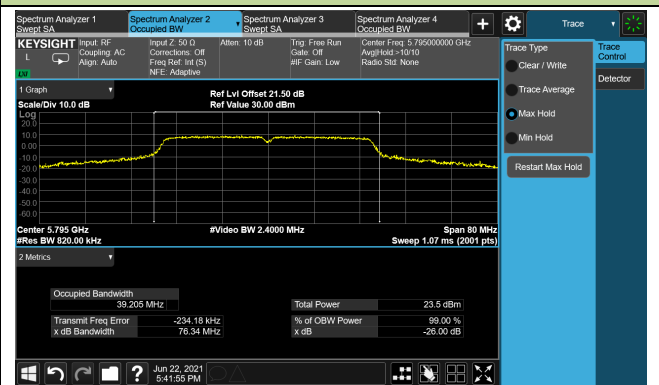 Spectrum Analyzer 1
Swept SA
Spectrum Analyzer 2
Occupied BW
Spectrum Analyzer 3
Swept SA
Spectrum Analyzer 4
Occupied BW
+
Trace
KEYSIGHT
L
Input: RF
Coupling: AC
Align: Auto
Input Z: 50 Ω
Corrections: Off
Freq Ref: Int (S)
NFE: Adaptive
Atten: 10 dB
Trig: Free Run
Gate: Off
#IF Gain: Low
Center Freq: 5.795000000 GHz
Avg|Hold:>10/10
Radio Std: None
Trace Type
Clear / Write
Trace Average
Max Hold
Min Hold
Restart Max Hold
Trace Control
Detector
1 Graph
Scale/Div 10.0 dB
Ref Lvl Offset 21.50 dB
Ref Value 30.00 dBm
Log
20.0
10.0
0.00
-10.0
-20.0
-30.0
-40.0
-50.0
-60.0
Center 5.795 GHz
#Res BW 820.00 kHz
#Video BW 2.4000 MHz
Span 80 MHz
Sweep 1.07 ms (2001 pts)
2 Metrics
Occupied Bandwidth
39.205 MHz
Transmit Freq Error -234.18 kHz
x dB Bandwidth 76.34 MHz
Total Power 23.5 dBm
% of OBW Power 99.00 %
x dB -26.00 dB
?
Jun 22, 2021
5:41:55 PM